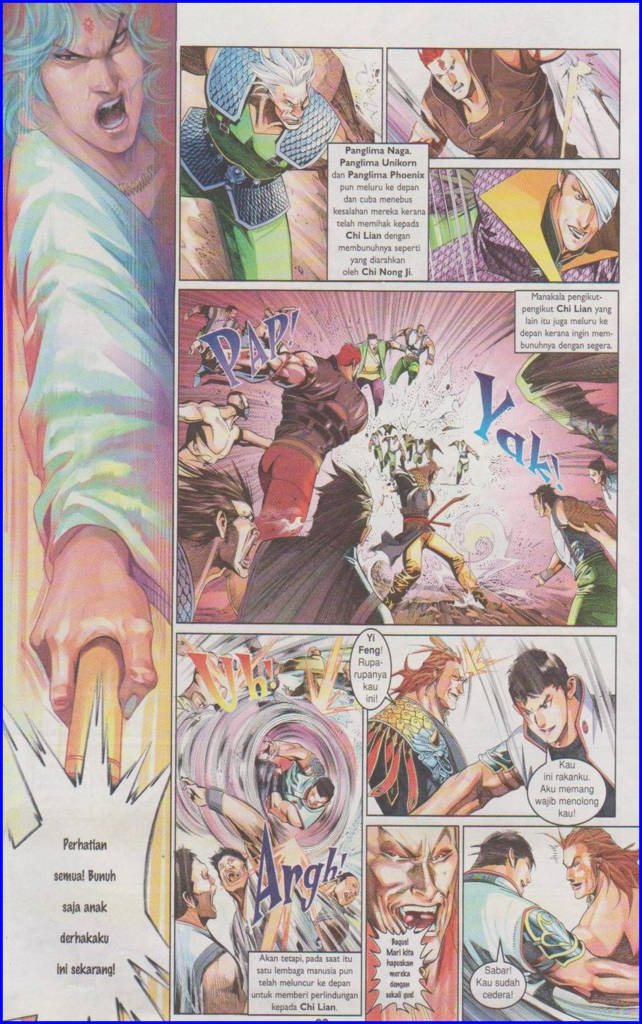 Perhatian
semua! Bunuh
saja anak
derhakaku
ini sekarang!
Panglima Naga,
Panglima Unikorn
dan Panglima Phoenix
pun meluru ke depan
dan cuba menebus
kesalahan mereka kerana
telah memihak kepada
Chi Lian dengan
membunuhnya seperti
yang diarahkan
oleh Chi Nong Ji.
Manakala pengikut-
pengikut Chi Lian yang
lain itu juga meluru ke
depan kerana ingin mem-
bunuhnya dengan segera.
PAP!
Yak!
Uh!
Argh!
Akan tetapi, pada saat itu
satu lembaga manusia pun
telah meluncur ke depan
untuk memberi perlindungan
kepada Chi Lian.
Yi
Feng!
Rupa-
rupanya
kau
ini!
Kau
ini rakanku.
Aku memang
wajib menolong
kau!
Bagus!
Mari kita
hapuskan
mereka
dengan
sekali gus!
Sabar!
Kau sudah
cedera!